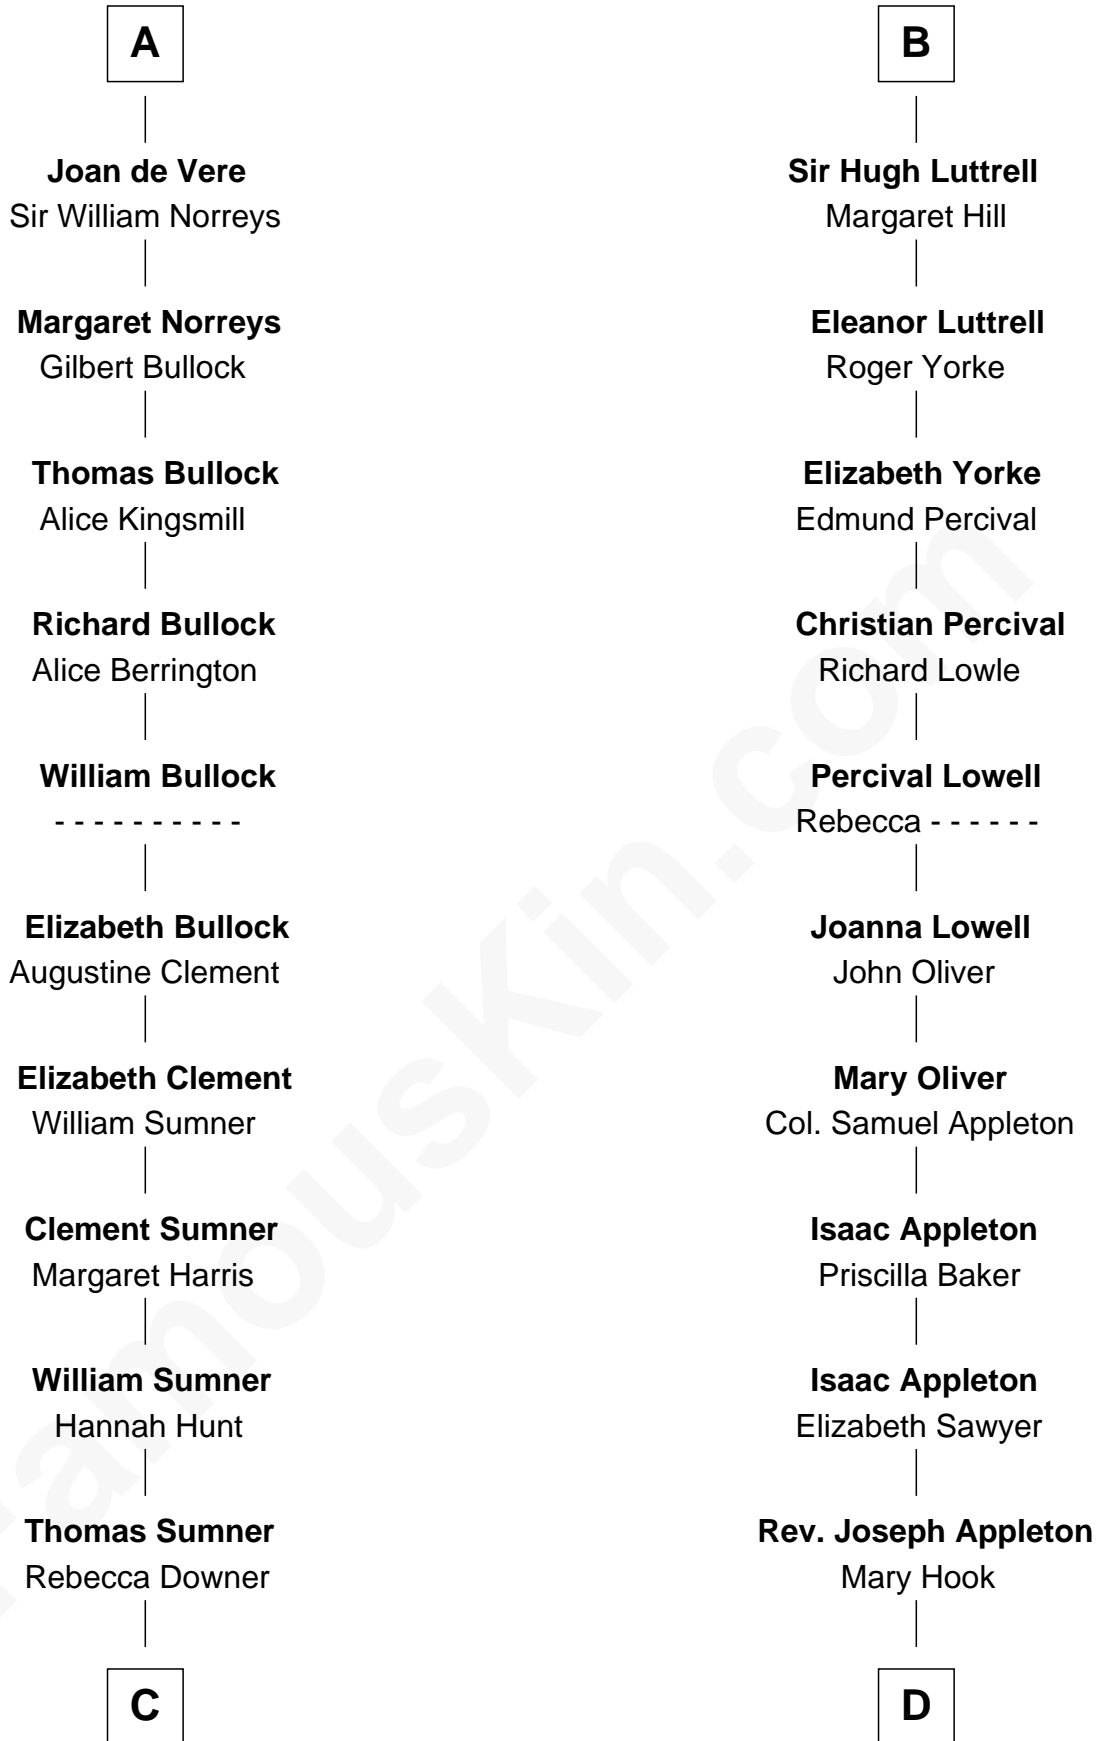 A
Joan de Vere
Sir William Norreys
Margaret Norreys
Gilbert Bullock
Thomas Bullock
Alice Kingsmill
Richard Bullock
Alice Berrington
William Bullock
- - - - - - - - - -
Elizabeth Bullock
Augustine Clement
Elizabeth Clement
William Sumner
Clement Sumner
Margaret Harris
William Sumner
Hannah Hunt
Thomas Sumner
Rebecca Downer
C
B
Sir Hugh Luttrell
Margaret Hill
Eleanor Luttrell
Roger Yorke
Elizabeth Yorke
Edmund Percival
Christian Percival
Richard Lowle
Percival Lowell
Rebecca - - - - - -
Joanna Lowell
John Oliver
Mary Oliver
Col. Samuel Appleton
Isaac Appleton
Priscilla Baker
Isaac Appleton
Elizabeth Sawyer
Rev. Joseph Appleton
Mary Hook
D
FamousKin.com